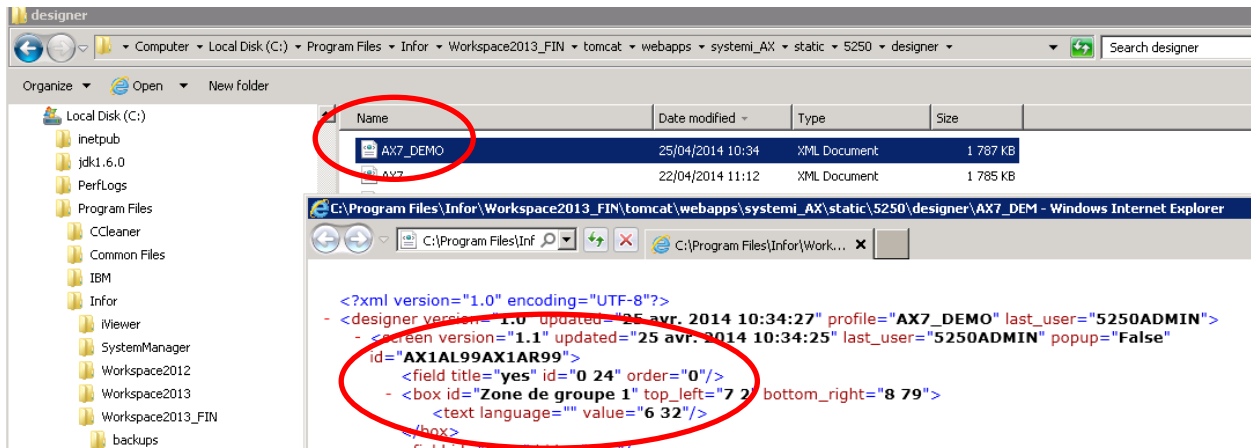 designer
Computer ▾ Local Disk (C:) ▾ Program Files ▾ Infor ▾ Workspace2013_FIN ▾ tomcat ▾ webapps ▾ systemi_AX ▾ static ▾ 5250 ▾ designer ▾
Search designer
Organize ▾ Open ▾ New folder
Local Disk (C:)
inetpub
jdk1.6.0
PerfLogs
Program Files
CCleaner
Common Files
IBM
Infor
iViewer
SystemManager
Workspace2012
Workspace2013
Workspace2013_FIN
backups
Name Date modified Type Size
AX7_DEMO 25/04/2014 10:34 XML Document 1 787 KB
AX7 22/04/2014 11:12 XML Document 1 785 KB
C:\Program Files\Infor\Workspace2013_FIN\tomcat\webapps\systemi_AX\static\5250\designer\AX7_DEM - Windows Internet Explorer
C:\Program Files\Inf
C:\Program Files\Infor\Work... X
<?xml version="1.0" encoding="UTF-8"?>
- <designer version="1.0" updated="25 avr. 2014 10:34:27" profile="AX7_DEMO" last_user="5250ADMIN">
- <screen version="1.1" updated="25 avr. 2014 10:34:25" last_user="5250ADMIN" popup="False"
id="AX1AL99AX1AR99">
<field title="yes" id="0 24" order="0"/>
- <box id="Zone de groupe 1" top_left="7 2" bottom_right="8 79">
<text language="" value="6 32"/>
</box>